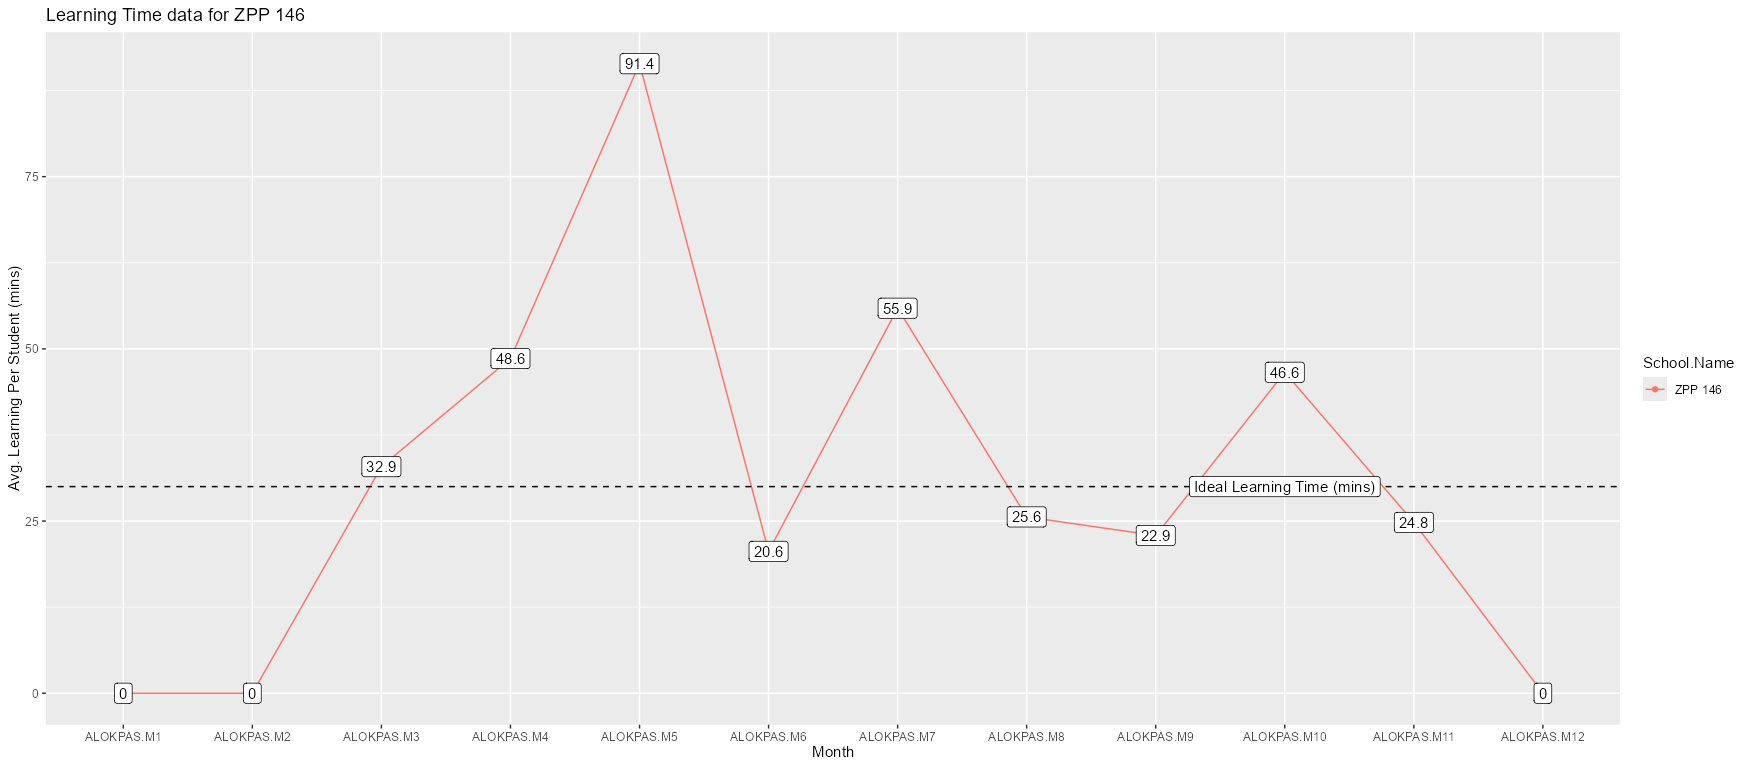 Learning Time data for ZPP 146
Avg. Learning Per Student (mins)
75
50
25
0
0
0
32.9
48.6
91.4
20.6
55.9
25.6
22.9
46.6
24.8
0
Ideal Learning Time (mins)
ALOKPAS.M1 ALOKPAS.M2 ALOKPAS.M3 ALOKPAS.M4 ALOKPAS.M5 ALOKPAS.M6 ALOKPAS.M7 ALOKPAS.M8 ALOKPAS.M9 ALOKPAS.M10 ALOKPAS.M11 ALOKPAS.M12
Month
School.Name
ZPP 146